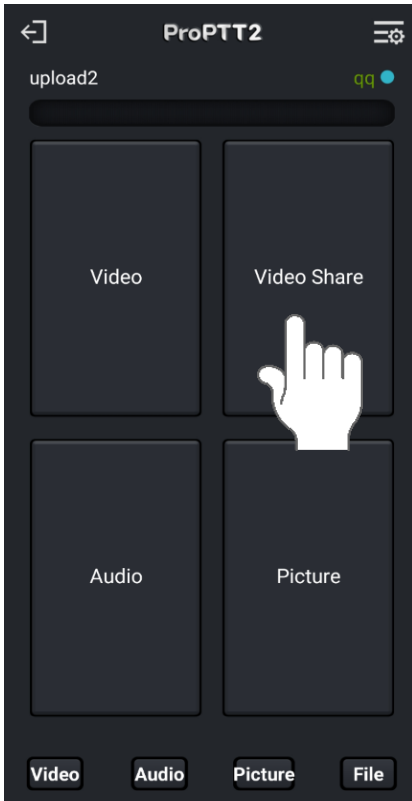 ProPTT2
upload2 qq
Video Video Share
Audio Picture
Video Audio Picture File